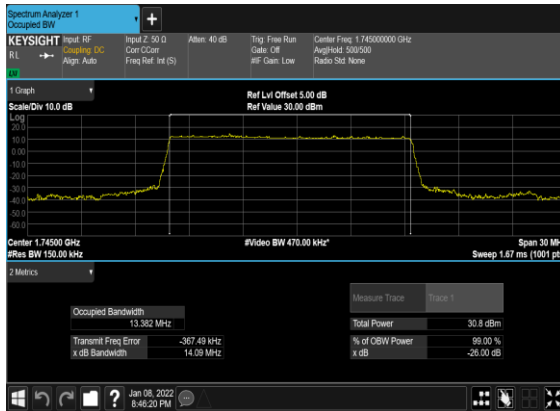 Spectrum Analyzer 1
Occupied BW
KEYSIGHT Input: RF Input Z: 50 Ω Atten: 40 dB Trig: Free Run Center Freq: 1.745000000 GHz
RL Coupling: DC Corr CCorr Gate: Off Avg|Hold: 500/500
Align: Auto Freq Ref: Int (S) #IF Gain: Low Radio Std: None
1 Graph
Ref Lvl Offset 5.00 dB
Scale/Div 10.0 dB Ref Value 30.00 dBm
Log
20.0
10.0
0.00
-10.0
-20.0
-30.0
-40.0
-50.0
-60.0
Center 1.74500 GHz #Video BW 470.00 kHz* Span 30 MH
#Res BW 150.00 kHz Sweep 1.67 ms (1001 pt
2 Metrics
Measure Trace Trace 1
Occupied Bandwidth
13.382 MHz Total Power 30.8 dBm
Transmit Freq Error -367.49 kHz % of OBW Power 99.00 %
x dB Bandwidth 14.09 MHz x dB -26.00 dB
Jan 08, 2022
8:46:20 PM